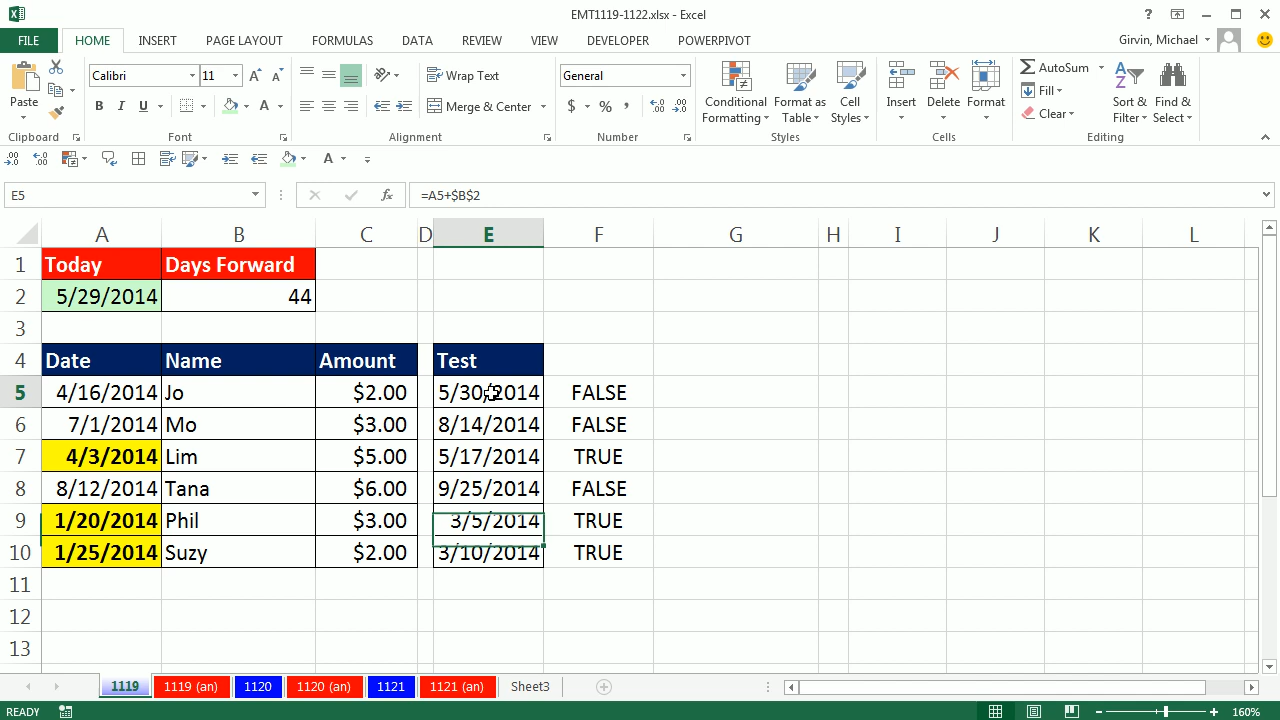 EMT1119-1122.xlsx - Excel
FILE HOME INSERT PAGE LAYOUT FORMULAS DATA REVIEW VIEW DEVELOPER POWERPIVOT Girvin, Michael
Calibri 11 Wrap Text General AutoSum
Paste B I U Merge & Center $ % , Conditional Formatting Format as Table Cell Styles Insert Delete Format Fill Clear Sort & Filter Find & Select
Clipboard Font Alignment Number Styles Cells Editing
E5 fx =A5+$B$2
A B C D E F G H I J K L
1 Today Days Forward
2 5/29/2014 44
3
4 Date Name Amount Test
5 4/16/2014 Jo $2.00 5/30/2014 FALSE
6 7/1/2014 Mo $3.00 8/14/2014 FALSE
7 4/3/2014 Lim $5.00 5/17/2014 TRUE
8 8/12/2014 Tana $6.00 9/25/2014 FALSE
9 1/20/2014 Phil $3.00 3/5/2014 TRUE
10 1/25/2014 Suzy $2.00 3/10/2014 TRUE
11
12
13
1119 1119 (an) 1120 1120 (an) 1121 1121 (an) Sheet3
READY 160%